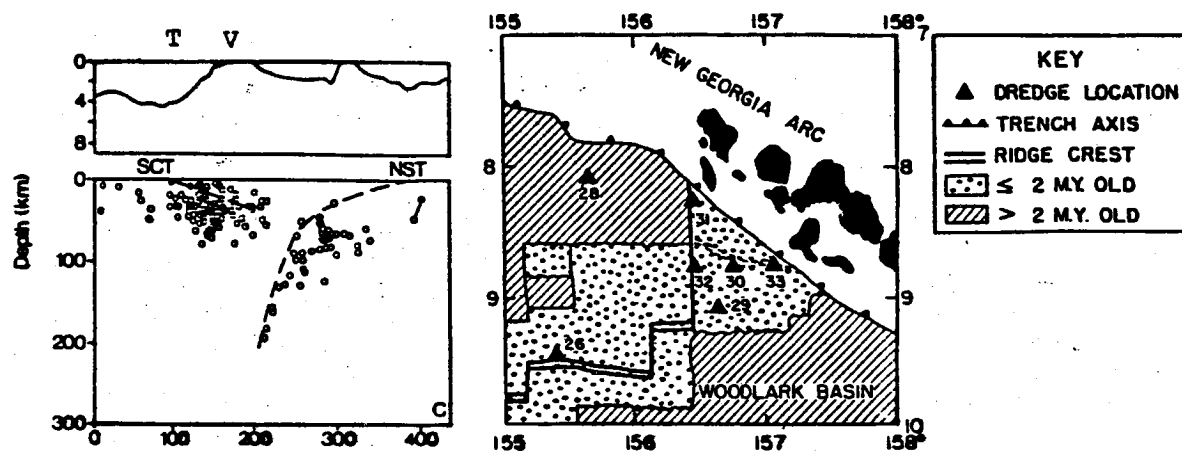 T V
0
4
8
Depth (km)
SCT NST
0
100
200
300
0 100 200 300 400
C
155 156 157 158°
7
8
9
10
NEW GEORGIA ARC
28
31
32 30 33
29
26
WOODLARK BASIN
8
9
155 156 157 158°
KEY
DREDGE LOCATION
TRENCH AXIS
RIDGE CREST
≤ 2 M.Y. OLD
> 2 M.Y. OLD